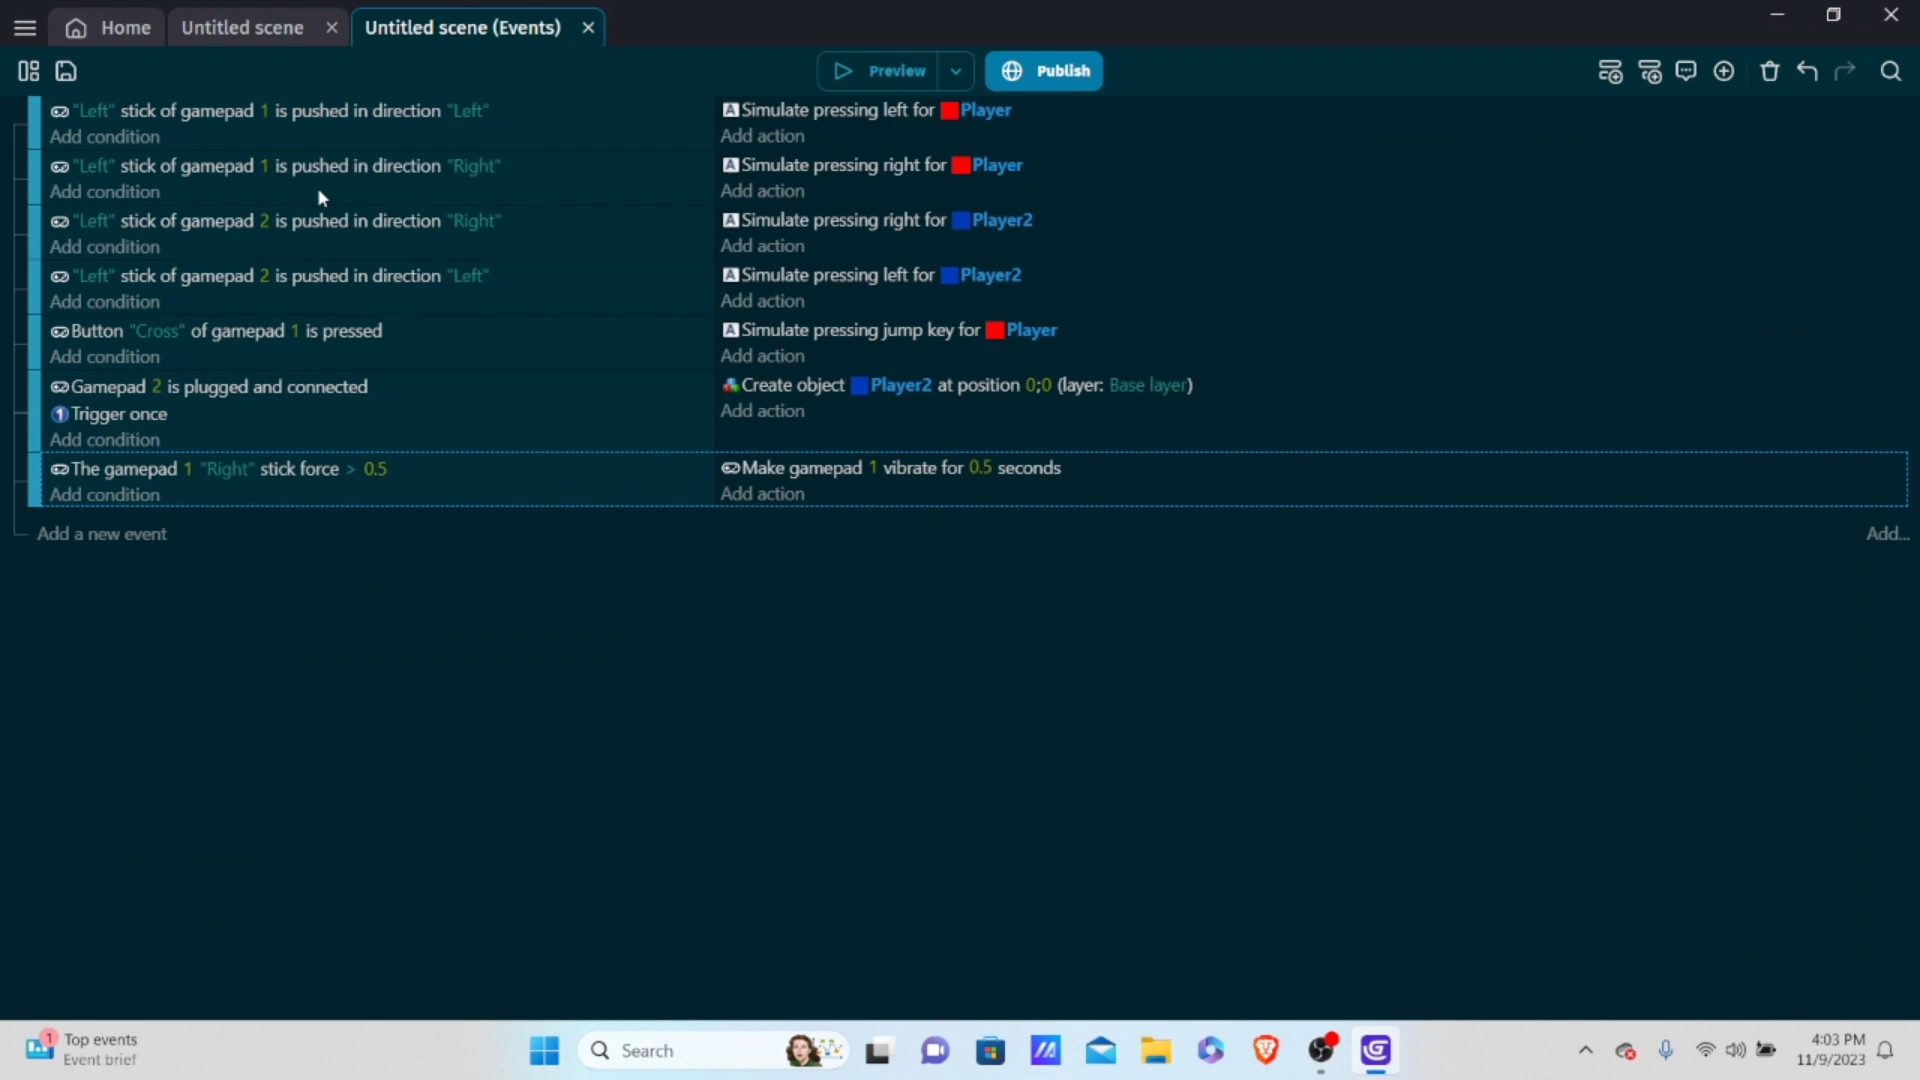 Home
Untitled scene
Untitled scene (Events)
Preview
Publish
"Left" stick of gamepad 1 is pushed in direction "Left"
Simulate pressing left for Player
Add condition
Add action
"Left" stick of gamepad 1 is pushed in direction "Right"
Simulate pressing right for Player
Add condition
Add action
"Left" stick of gamepad 2 is pushed in direction "Right"
Simulate pressing right for Player2
Add condition
Add action
"Left" stick of gamepad 2 is pushed in direction "Left"
Simulate pressing left for Player2
Add condition
Add action
Button "Cross" of gamepad 1 is pressed
Simulate pressing jump key for Player
Add condition
Add action
Gamepad 2 is plugged and connected
Create object Player2 at position 0;0 (layer: Base layer)
Trigger once
Add action
Add condition
The gamepad 1 "Right" stick force > 0.5
Make gamepad 1 vibrate for 0.5 seconds
Add condition
Add action
Add a new event
Add...
1
Top events
Event brief
Search
4:03 PM
11/9/2023